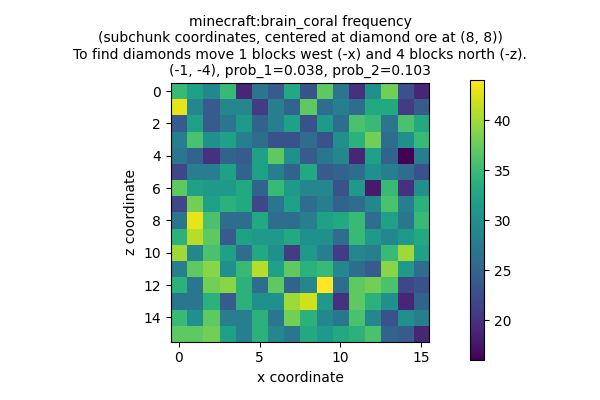 minecraft:brain_coral frequency
(subchunk coordinates, centered at diamond ore at (8, 8))
To find diamonds move 1 blocks west (-x) and 4 blocks north (-z).
(-1, -4), prob_1=0.038, prob_2=0.103
0
2
4
6
8
10
12
14
z coordinate
0
5
10
15
x coordinate
40
35
30
25
20